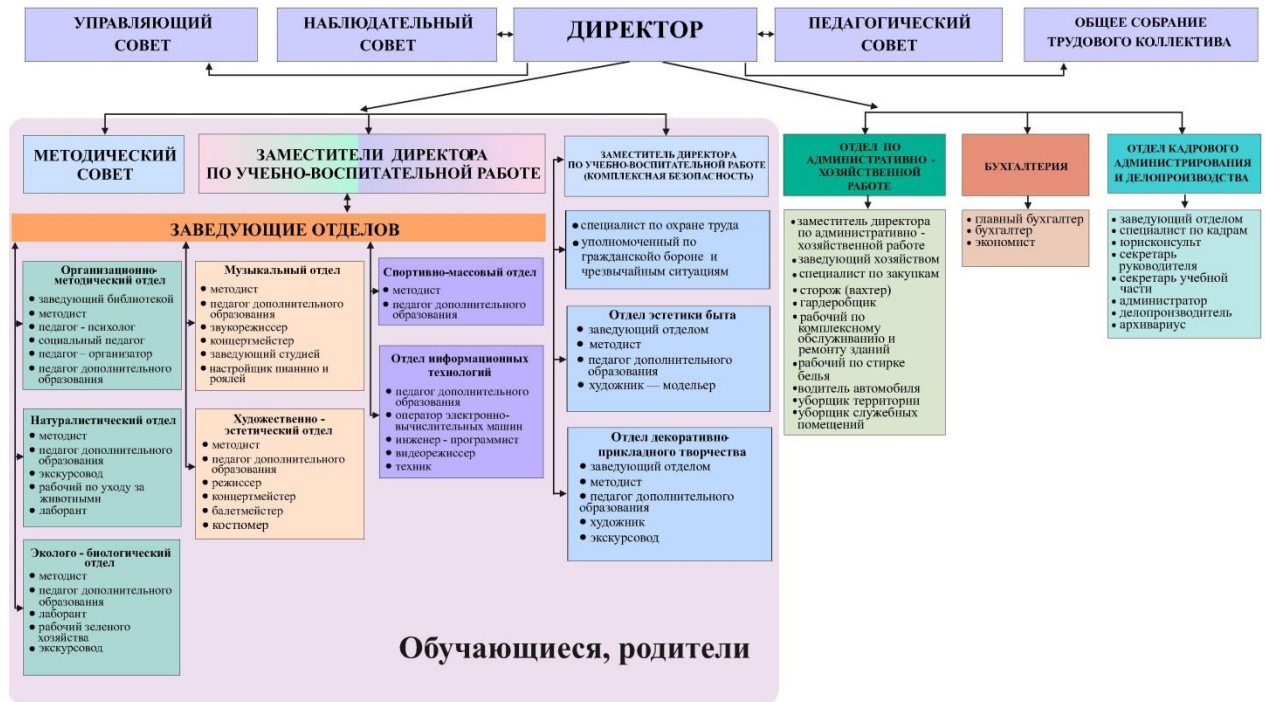 УПРАВЛЯЮЩИЙ
СОВЕТ
НАБЛЮДАТЕЛЬНЫЙ
СОВЕТ
ДИРЕКТОР
ПЕДАГОГИЧЕСКИЙ
СОВЕТ
ОБЩЕЕ СОБРАНИЕ
ТРУДОВОГО КОЛЛЕКТИВА
МЕТОДИЧЕСКИЙ
СОВЕТ
ЗАМЕСТИТЕЛИ ДИРЕКТОРА
ПО УЧЕБНО-ВОСПИТАТЕЛЬНОЙ РАБОТЕ
ЗАМЕСТИТЕЛЬ ДИРЕКТОРА
ПО УЧЕБНО-ВОСПИТАТЕЛЬНОЙ РАБОТЕ
(КОМПЛЕКСНАЯ БЕЗОПАСНОСТЬ)
ОТДЕЛ ПО
АДМИНИСТРАТИВНО -
ХОЗЯЙСТВЕННОЙ
РАБОТЕ
БУХГАЛТЕРИЯ
ОТДЕЛ КАДРОВОГО
АДМИНИСТРИРОВАНИЯ
И ДЕЛОПРОИЗВОДСТВА
ЗАВЕДУЮЩИЕ ОТДЕЛОВ
Организационно-
методический отдел
• заведующий библиотекой
• методист
• педагог - психолог
• социальный педагог
• педагог – организатор
• педагог дополнительного
образования
Натуралистический отдел
• методист
• педагог дополнительного
образования
• экскурсовод
• рабочий по уходу за
животными
• лаборант
Эколого - биологический
отдел
• методист
• педагог дополнительного
образования
• лаборант
• рабочий зеленого
хозяйства
• экскурсовод
Музыкальный отдел
• методист
• педагог дополнительного
образования
• звукорежиссер
• концертмейстер
• заведующий студией
• настройщик пианино и
роялей
Художественно -
эстетический отдел
• методист
• педагог дополнительного
образования
• режиссер
• концертмейстер
• балетмейстер
• костюмер
Спортивно-массовый отдел
• методист
• педагог дополнительного
образования
Отдел информационных
технологий
• педагог дополнительного
образования
• оператор электронно-
вычислительных машин
• инженер - программист
• видеорежиссер
• техник
• специалист по охране труда
• уполномоченный по
гражданскойо бороне и
чрезвычайным ситуациям
Отдел эстетики быта
• заведующий отделом
• методист
• педагог дополнительного
образования
• художник — модельер
Отдел декоративно-
прикладного творчества
• заведующий отделом
• методист
• педагог дополнительного
образования
• художник
• экскурсовод
• заместитель директора
по административно -
хозяйственной работе
• заведующий хозяйством
• специалист по закупкам
• сторож (вахтер)
• гардеробщик
• рабочий по
комплексному
обслуживанию и
ремонту зданий
• рабочий по стирке
белья
• водитель автомобиля
• уборщик территории
• уборщик служебных
помещений
• главный бухгалтер
• бухгалтер
• экономист
• заведующий отделом
• специалист по кадрам
• юрисконсульт
• секретарь
руководителя
• секретарь учебной
части
• администратор
• делопроизводитель
• архивариус
Обучающиеся, родители